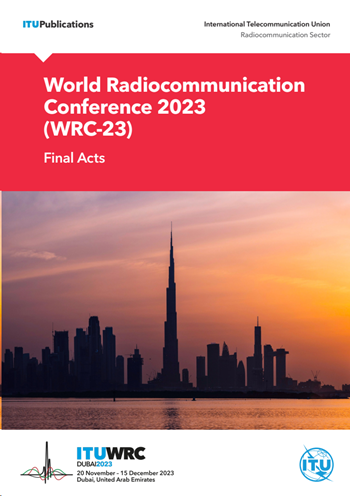 ITUPublications
International Telecommunication Union
Radiocommunication Sector
World Radiocommunication
Conference 2023
(WRC-23)
Final Acts
ITUWRC
DUBAI2023
20 November - 15 December 2023
Dubai, United Arab Emirates
ITU